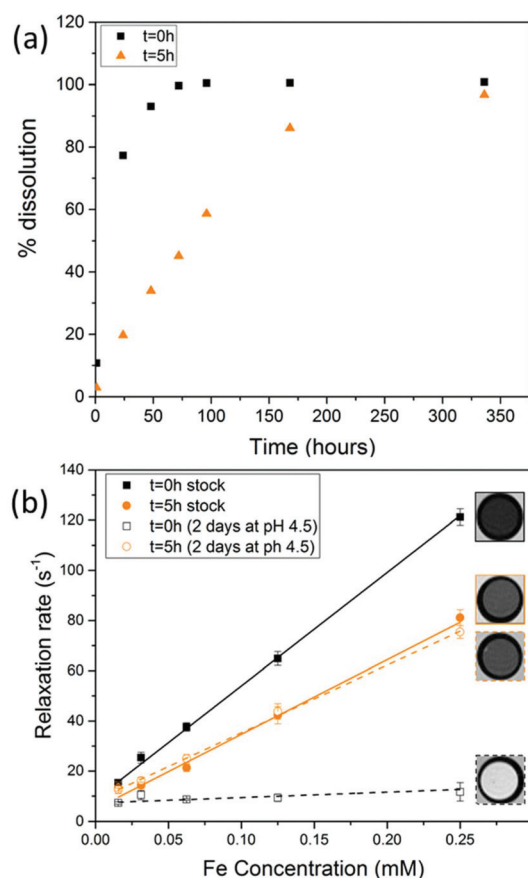 (a)
t=0h
t=5h
120
100
80
60
40
20
0
% dissolution
0 50 100 150 200 250 300 350
Time (hours)
(b)
t=0h stock
t=5h stock
t=0h (2 days at pH 4.5)
t=5h (2 days at ph 4.5)
140
120
100
80
60
40
20
0
Relaxation rate (s⁻¹)
0.00 0.05 0.10 0.15 0.20 0.25
Fe Concentration (mM)